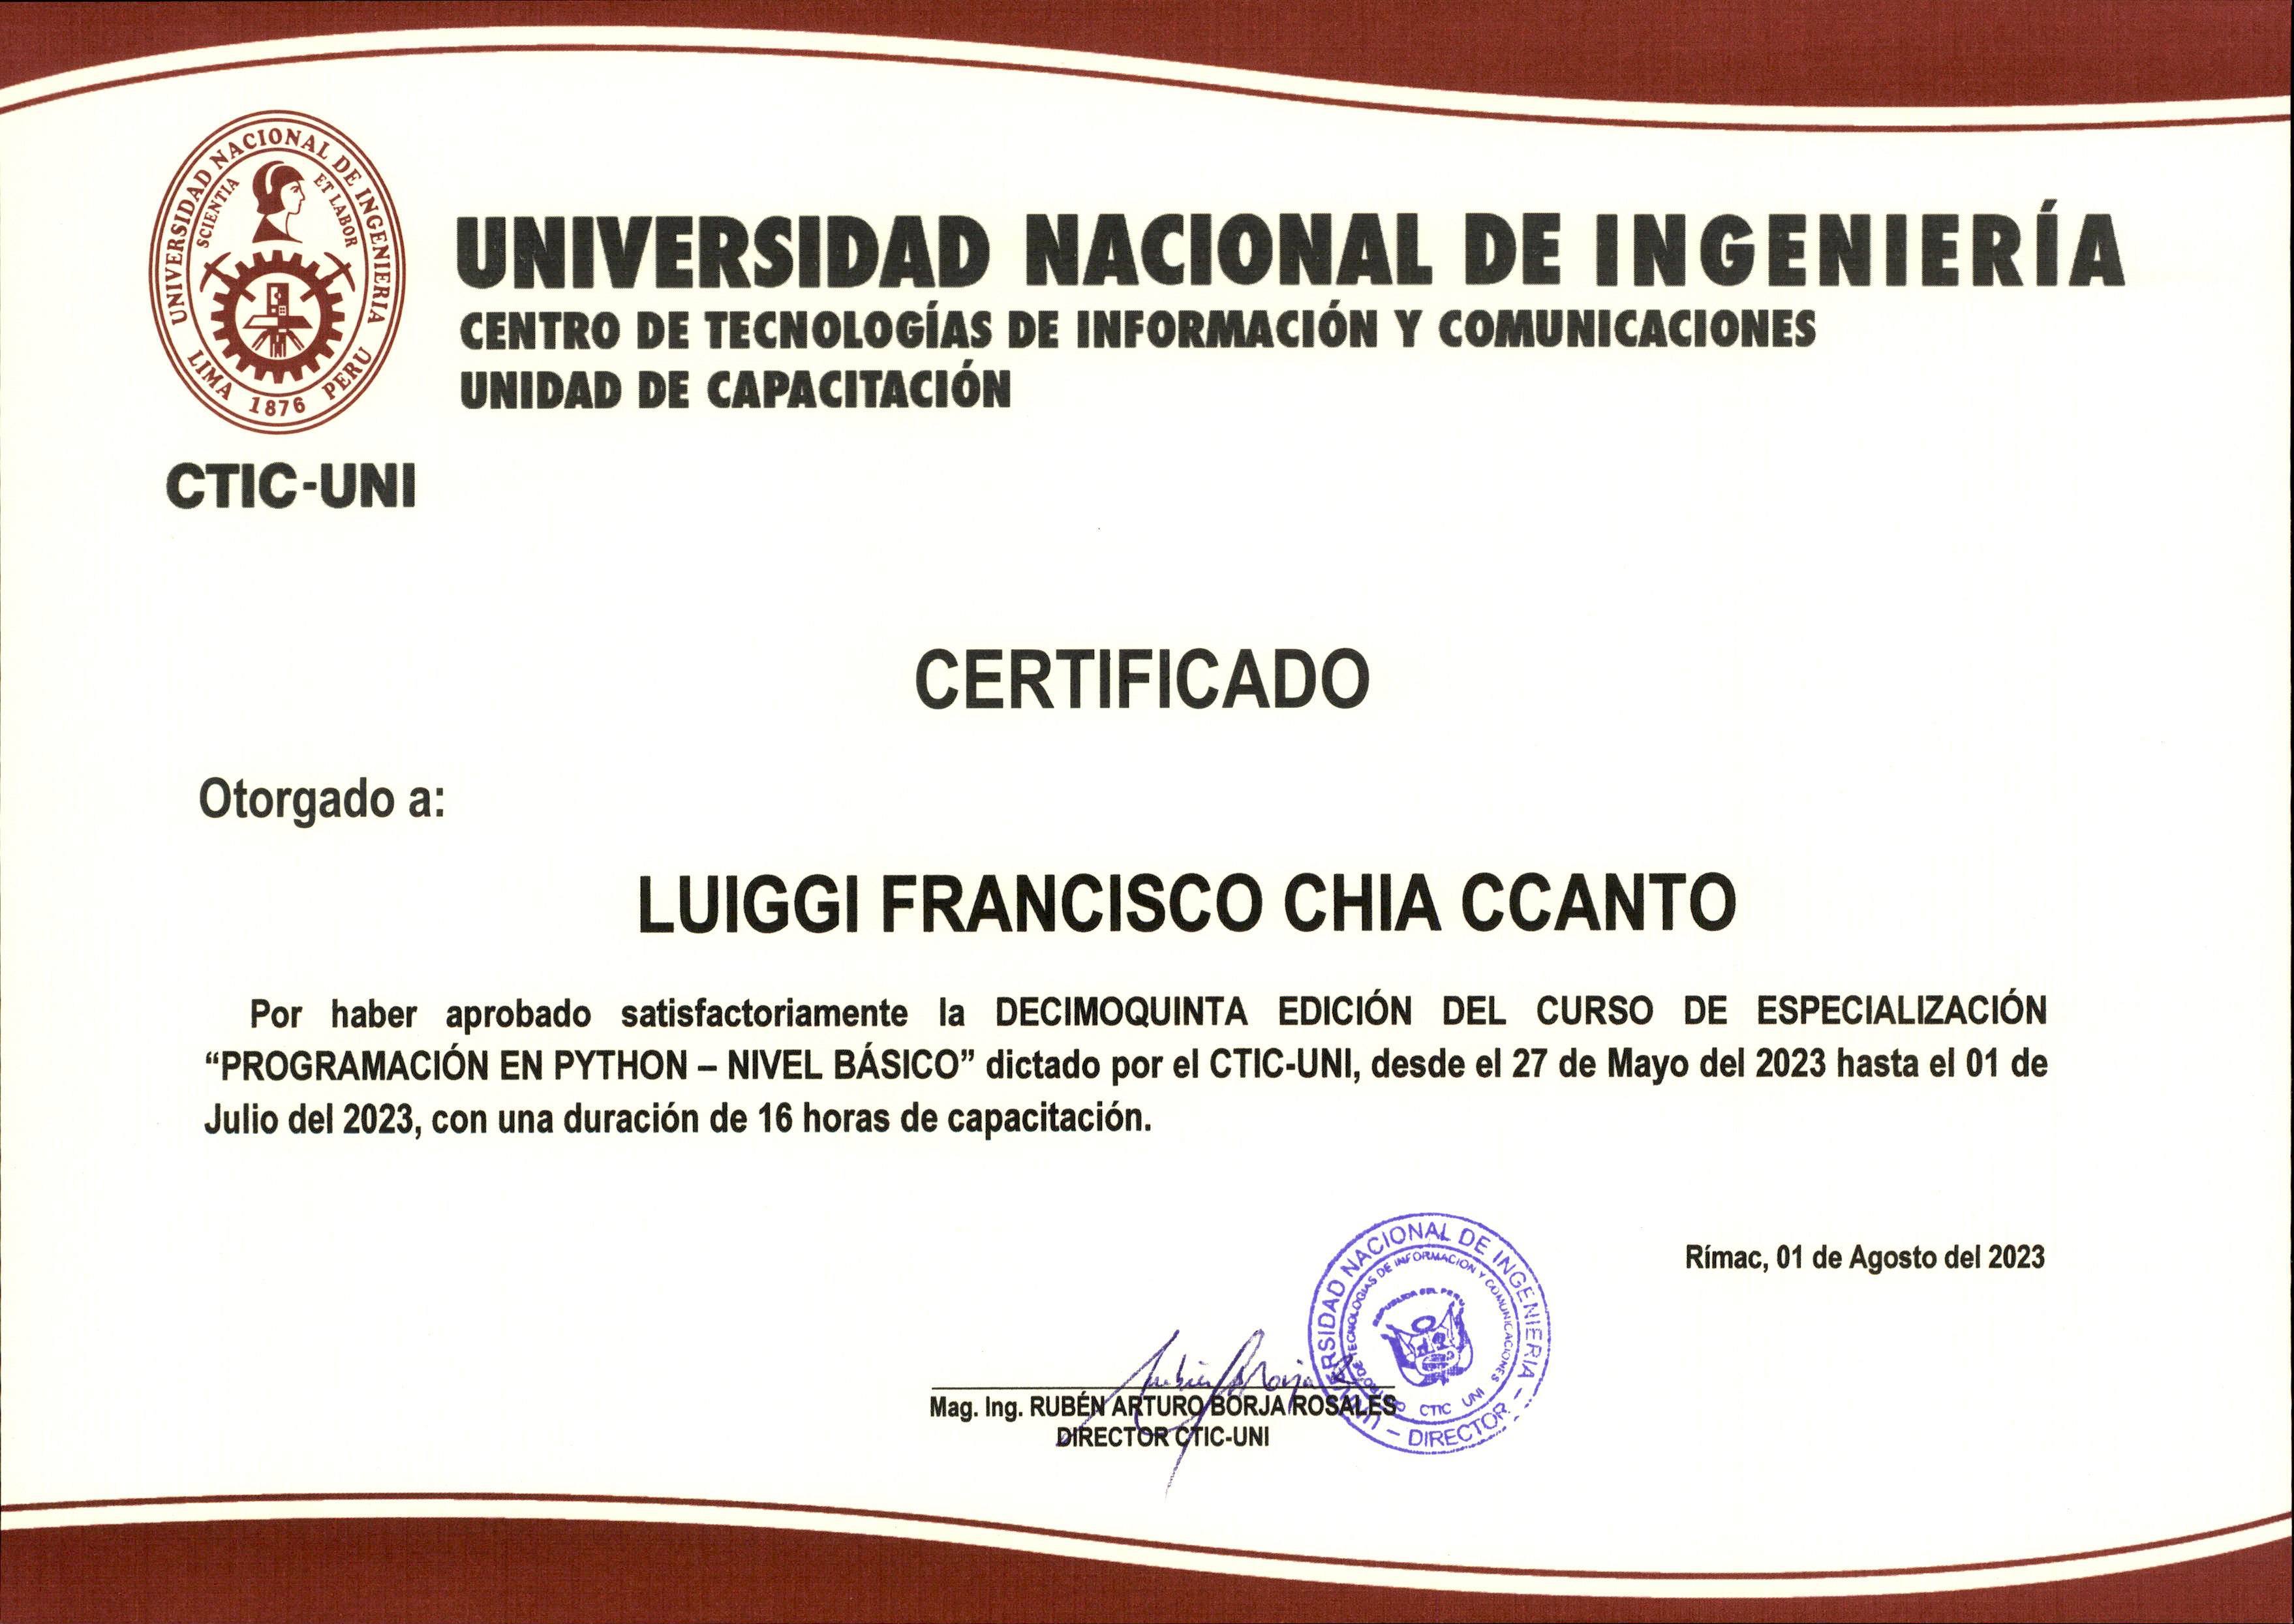 UNIVERSIDAD NACIONAL DE INGENIERIA
SCIENTIA ET LABOR
LIMA 1876 PERU
CTIC-UNI
UNIVERSIDAD NACIONAL DE INGENIERÍA
CENTRO DE TECNOLOGÍAS DE INFORMACIÓN Y COMUNICACIONES
UNIDAD DE CAPACITACIÓN
CERTIFICADO
Otorgado a:
LUIGGI FRANCISCO CHIA CCANTO
Por haber aprobado satisfactoriamente la DECIMOQUINTA EDICIÓN DEL CURSO DE ESPECIALIZACIÓN
“PROGRAMACIÓN EN PYTHON – NIVEL BÁSICO” dictado por el CTIC-UNI, desde el 27 de Mayo del 2023 hasta el 01 de
Julio del 2023, con una duración de 16 horas de capacitación.
Rímac, 01 de Agosto del 2023
UNIVERSIDAD NACIONAL DE INGENIERIA – DIRECTOR –
CENTRO DE TECNOLOGIAS DE INFORMACION Y COMUNICACIONES
REPUBLICA DEL PERU
CTIC UNI
Mag. Ing. RUBÉN ARTURO BORJA ROSALES
DIRECTOR CTIC-UNI